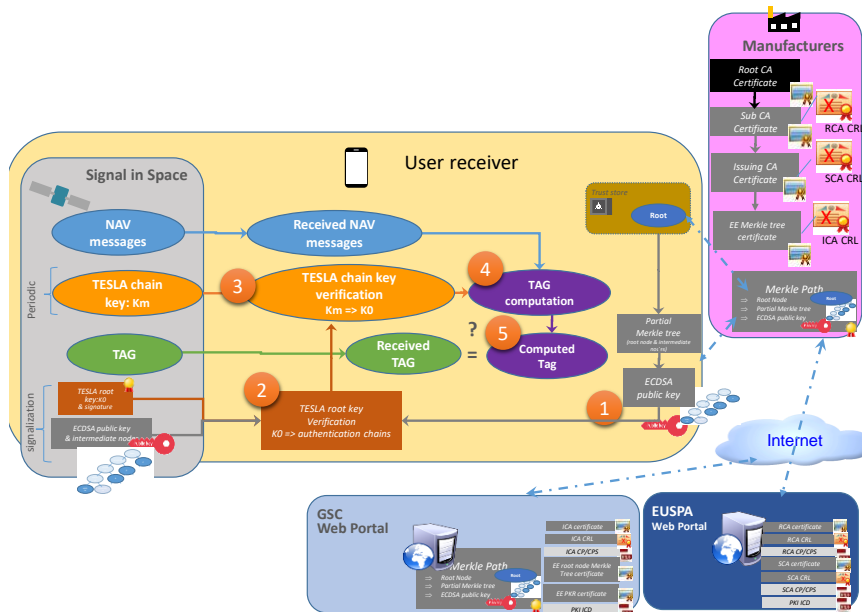 Manufacturers
Root CA
Certificate
Sub CA
Certificate
RCA CRL
Issuing CA
Certificate
SCA CRL
EE Merkle tree
certificate
ICA CRL
Merkle Path
⇒ Root Node
⇒ Partial Merkle tree
⇒ ECDSA public key
Root
User receiver
Signal in Space
Trust store
Root
NAV
messages
Received NAV
messages
Periodic
TESLA chain
key: Km
3
TESLA chain key
verification
Km => K0
4
TAG
computation
TAG
Received
TAG
?
=
5
Computed
Tag
Partial
Merkle tree
(root node & intermediate
ECDSA
public key
1
signalization
TESLA root
key:K0
& signature
ECDSA public key
& intermediate nodes
2
TESLA root key
Verification
K0 => authentication chains
Internet
GSC
Web Portal
Merkle Path
⇒ Root Node
⇒ Partial Merkle tree
⇒ ECDSA public key
Root
ICA certificate
ICA CRL
ICA CP/CPS
EE root node Merkle
Tree certificate
EE PKR certificate
PKI ICD
EUSPA
Web Portal
RCA certificate
RCA CRL
RCA CP/CPS
SCA certificate
SCA CRL
SCA CP/CPS
PKI ICD